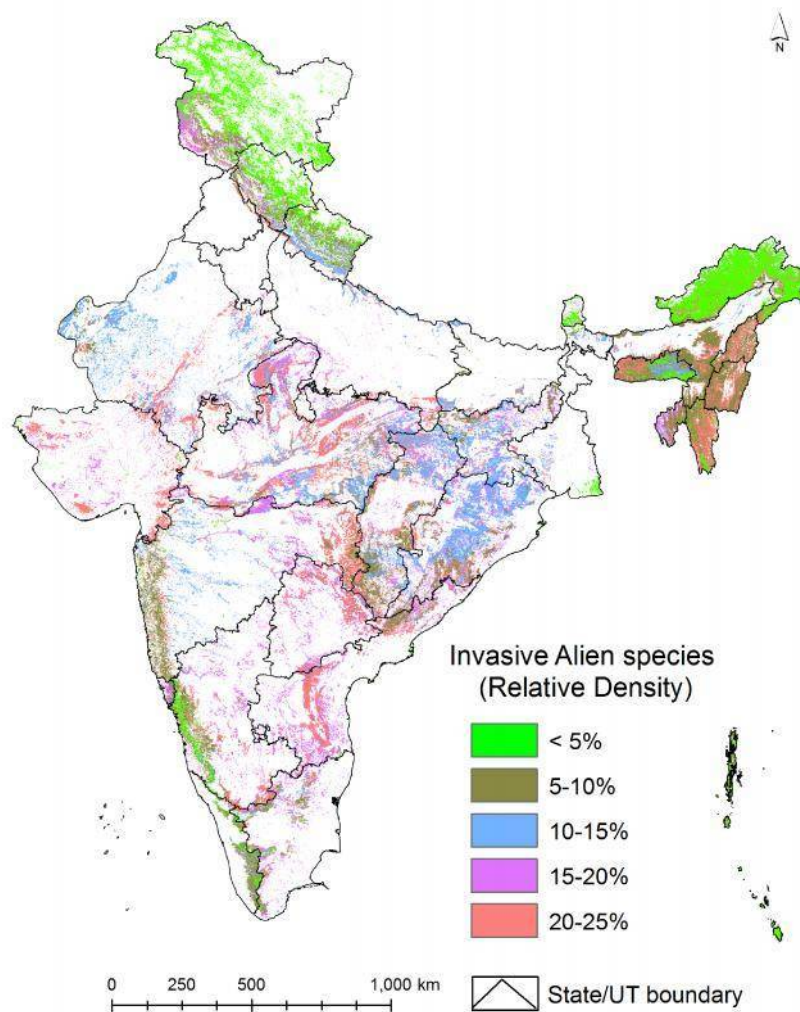 N
Invasive Alien species
(Relative Density)
< 5%
5-10%
10-15%
15-20%
20-25%
0 250 500 1,000 km
State/UT boundary